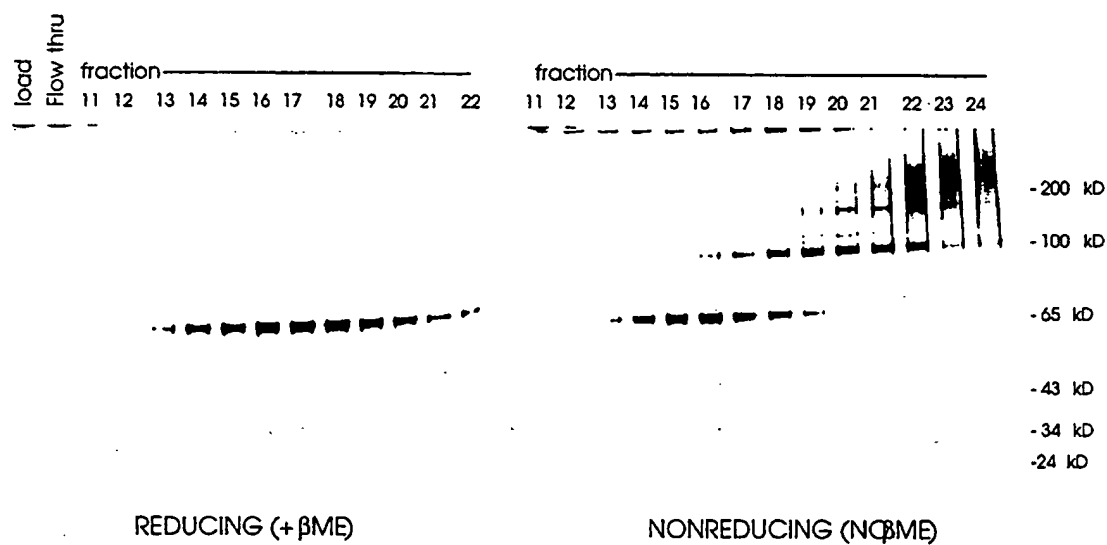 load
Flow thru
fraction
11 12 13 14 15 16 17 18 19 20 21 22
fraction
11 12 13 14 15 16 17 18 19 20 21 22 23 24
- 200 kD
- 100 kD
- 65 kD
- 43 kD
- 34 kD
-24 kD
REDUCING (+ βME)
NONREDUCING (NOβME)